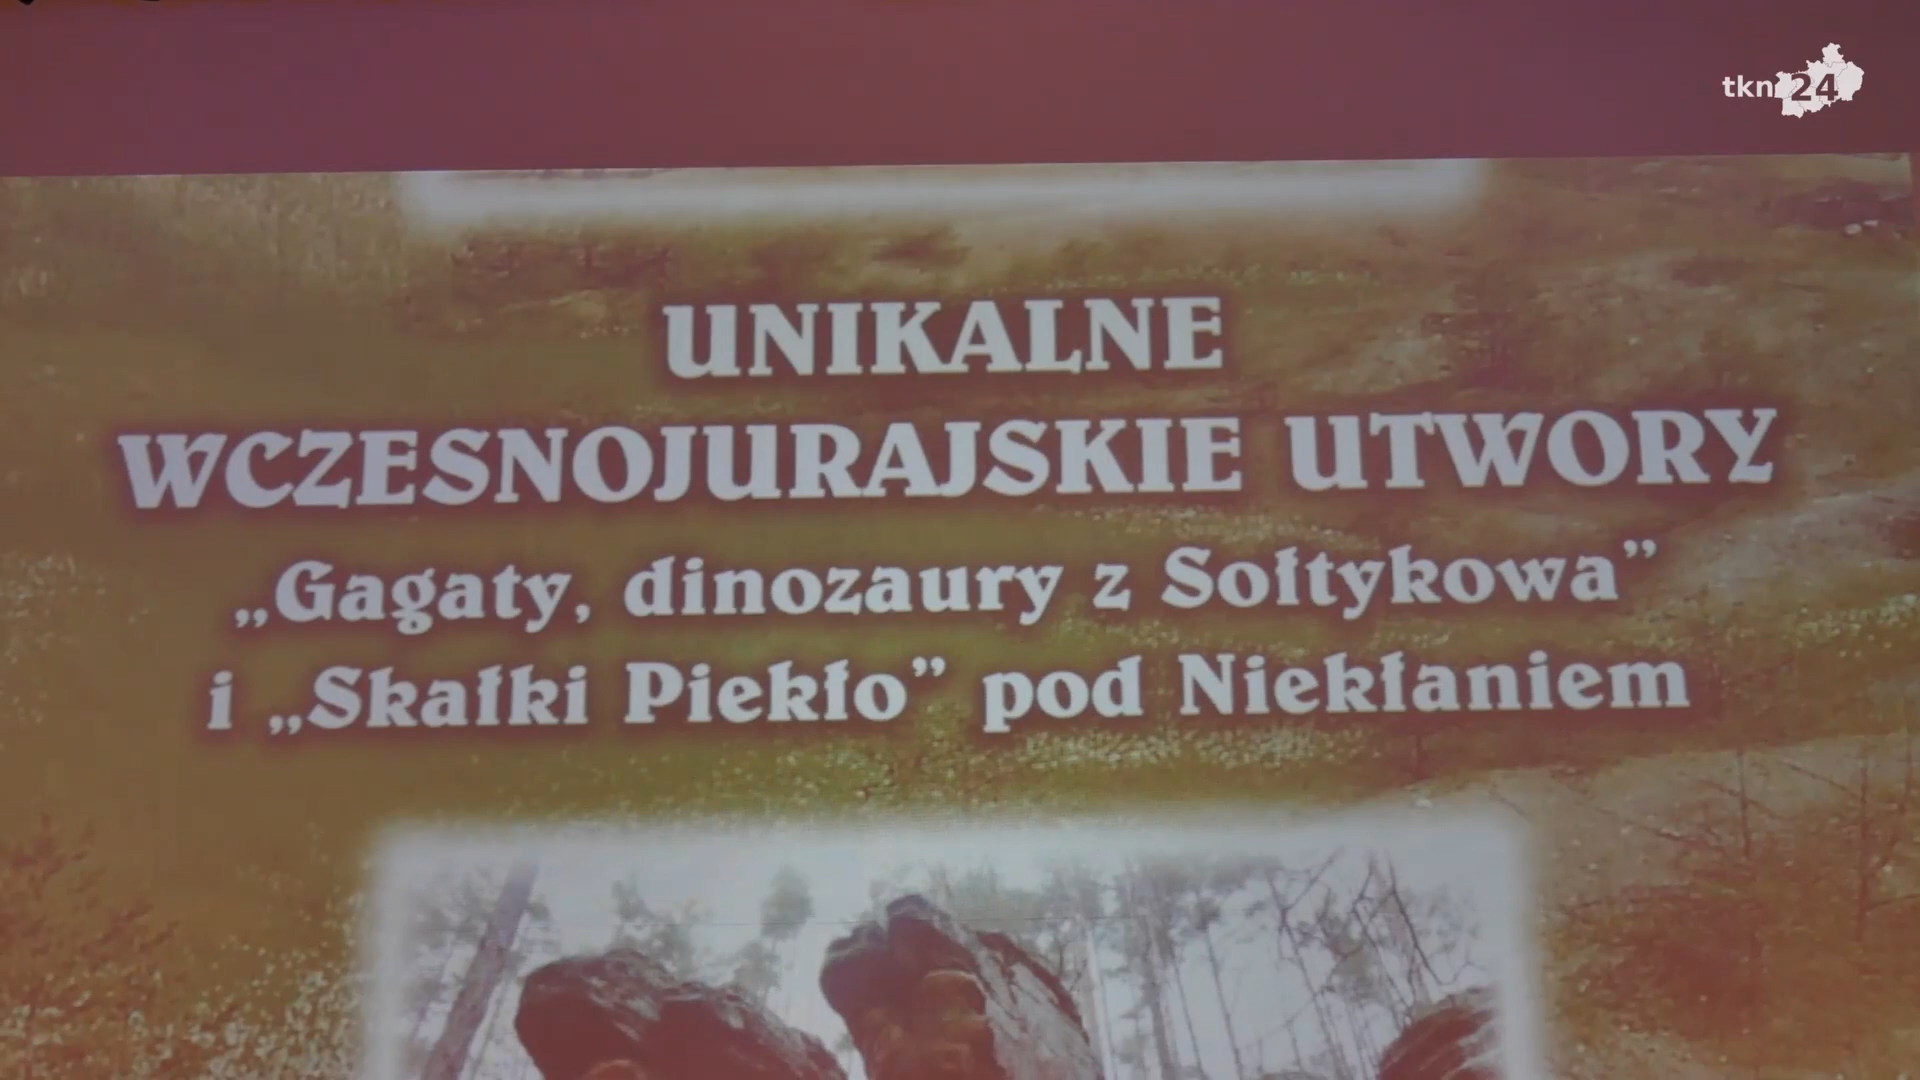 tkn24
UNIKALNE
WCZESNOJURAJSKIE UTWORY
„Gagaty, dinozaury z Sołtykowa”
i „Skałki Piekło” pod Niekłaniem